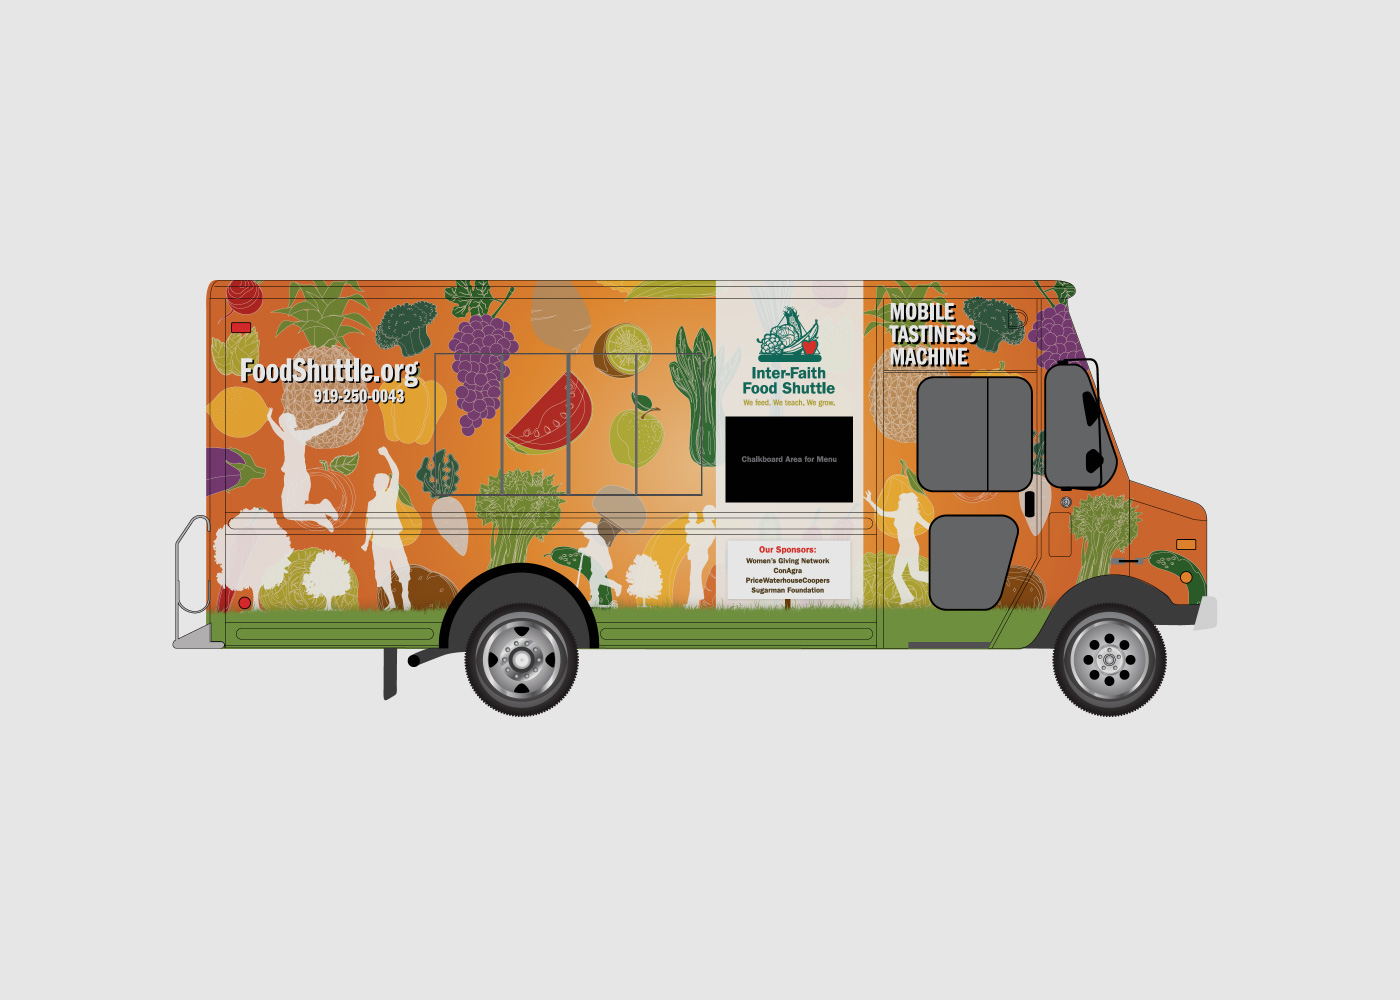 FoodShuttle.org
919-250-0043
Inter-Faith
Food Shuttle
We feed. We teach. We grow.
Chalkboard Area for Menu
Our Sponsors:
Women's Giving Network
ConAgra
PriceWaterhouseCoopers
Sugarman Foundation
MOBILE
TASTINESS
MACHINE